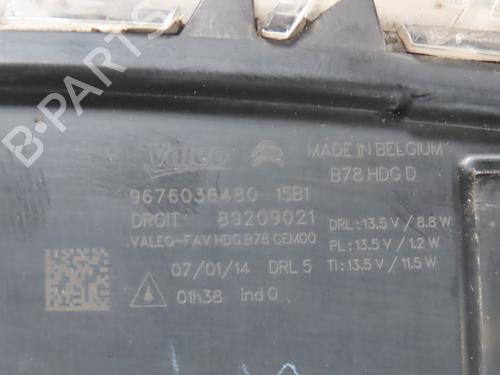 B-PARTS
Valeo
MADE IN BELGIUM
B78 HDG D
9676036480 15B1
DROIT 89209021
VALEO-FAV HDG B78 CEM00
DRL : 13.5 V / 8.8 W
PL : 13.5 V / 1.2 W
TI : 13.5 V / 11.5 W
07/01/14 DRL 5
01h38 ind 0